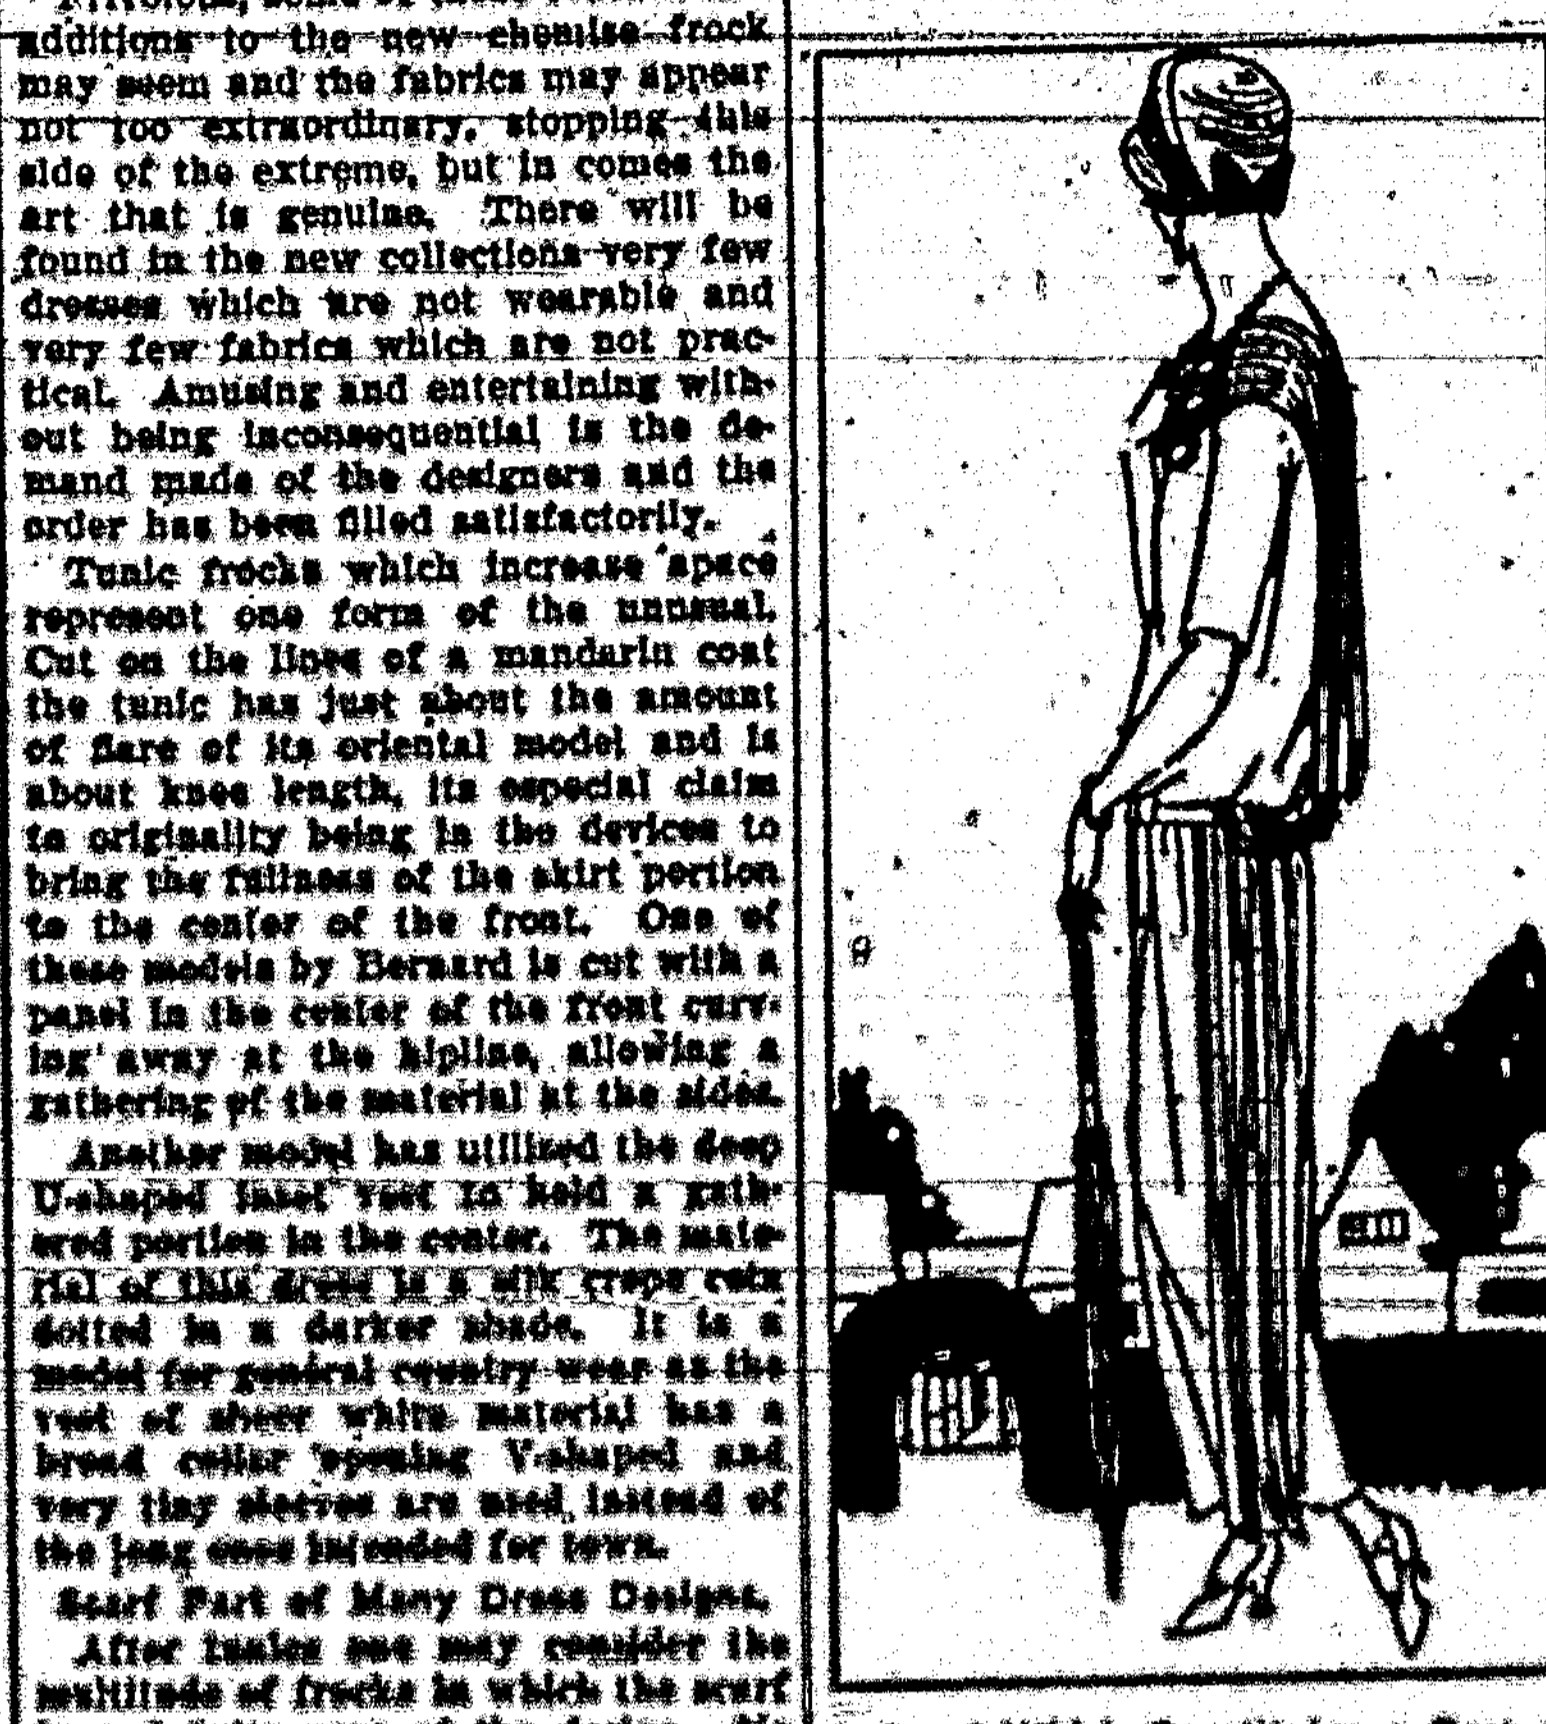 additions to the new chemise frock
may seem and the fabrics may appear
not too extraordinary, stopping this
side of the extreme, but in comes the
art that is genuine. There will be
found in the new collections very few
dresses which are not wearable and
very few fabrics which are not prac-
tical. Amusing and entertaining with-
out being inconsequential is the de-
mand made of the designers and the
order has been filled satisfactorily.
Tunic frocks which increase apace
represent one form of the unusual.
Cut on the lines of a mandarin coat
the tunic has just about the amount
of flare of its oriental model and is
about knee length, its especial claim
to originality being in the devices to
bring the fullness of the skirt portion
to the center of the front. One of
these models by Bernard is cut with a
panel in the center of the front curv-
ing away at the hipline, allowing a
gathering of the material at the sides.
Another model has utilized the deep
U-shaped inset vest to hold a gath-
ered portion in the center. The mate-
rial of this dress is a silk crepe coin
dotted in a darker shade. It is a
model for general country wear as the
vest of sheer white material has a
broad collar opening V-shaped and
very tiny sleeves are used instead of
the long ones intended for town.
Scarf Part of Many Dress Designs.
After tunics one may consider the
multitude of frocks in which the scarf